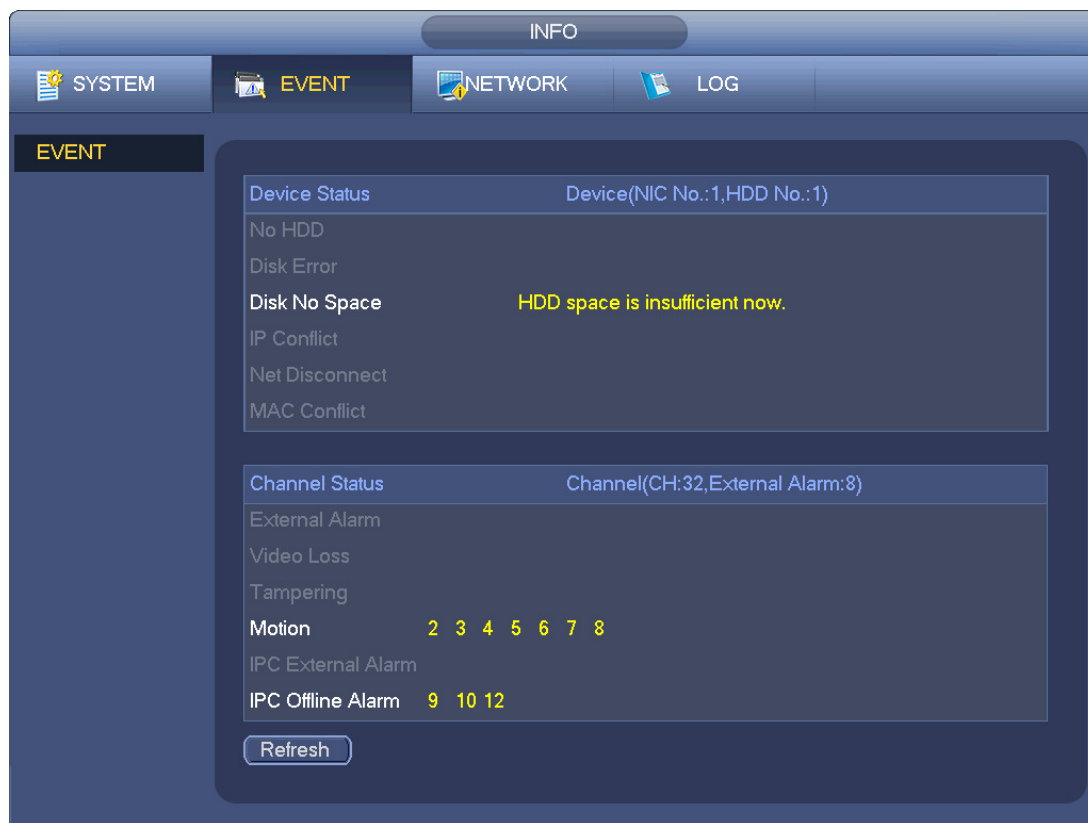 INFO
SYSTEM EVENT NETWORK LOG
EVENT
Device Status Device(NIC No.:1,HDD No.:1)
No HDD
Disk Error
Disk No Space HDD space is insufficient now.
IP Conflict
Net Disconnect
MAC Conflict
Channel Status Channel(CH:32,External Alarm:8)
External Alarm
Video Loss
Tampering
Motion 2 3 4 5 6 7 8
IPC External Alarm
IPC Offline Alarm 9 10 12
Refresh